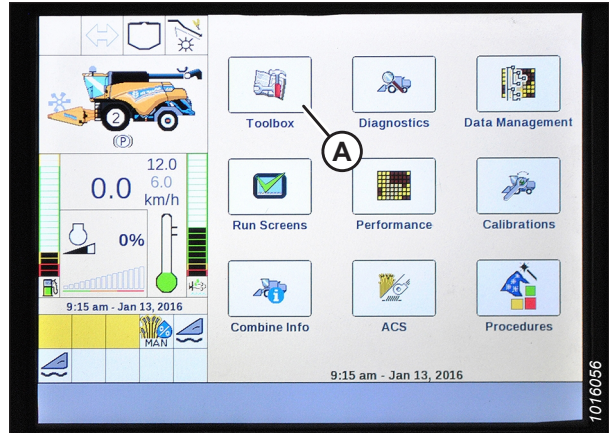 2
(P)
12.0
6.0
0.0
km/h
0%
9:15 am - Jan 13, 2016
%
MAN
Toolbox
Diagnostics
Data Management
A
Run Screens
Performance
Calibrations
Combine Info
ACS
Procedures
9:15 am - Jan 13, 2016
1016056